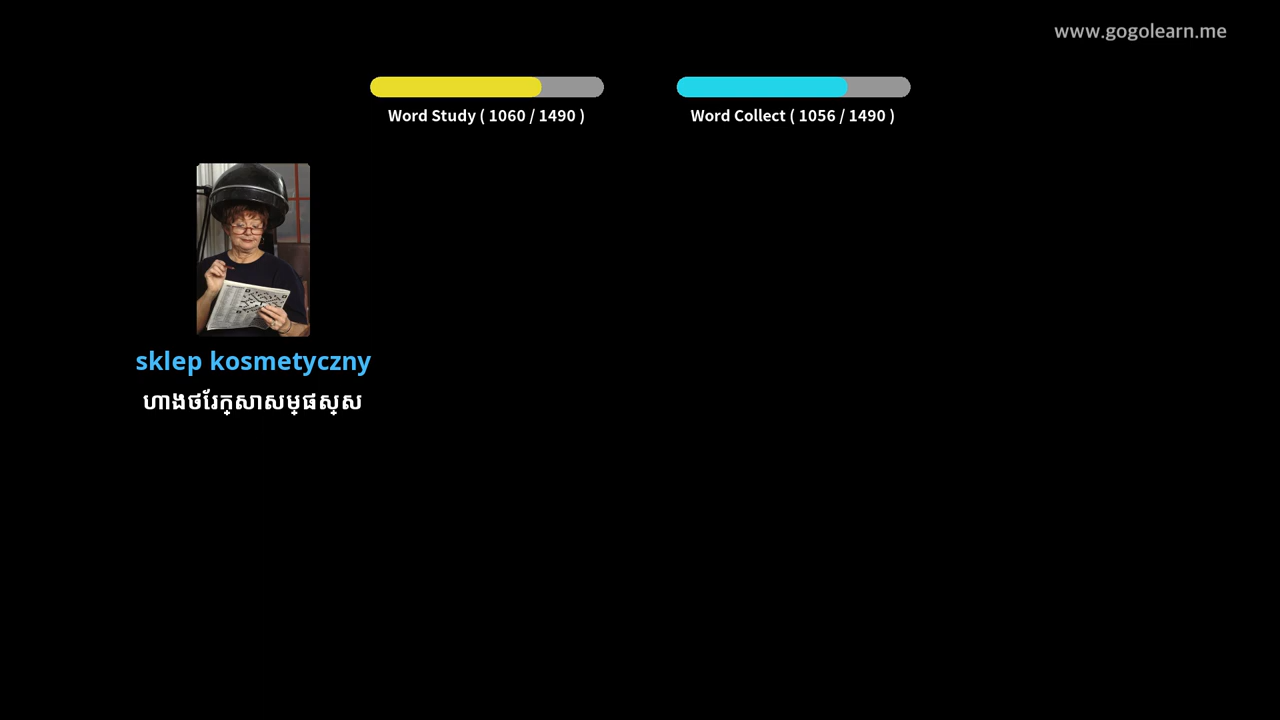 www.gogolearn.me
Word Study ( 1060 / 1490 )
Word Collect ( 1056 / 1490 )
sklep kosmetyczny
ហាងថែរក្សាសម្ផស្ស